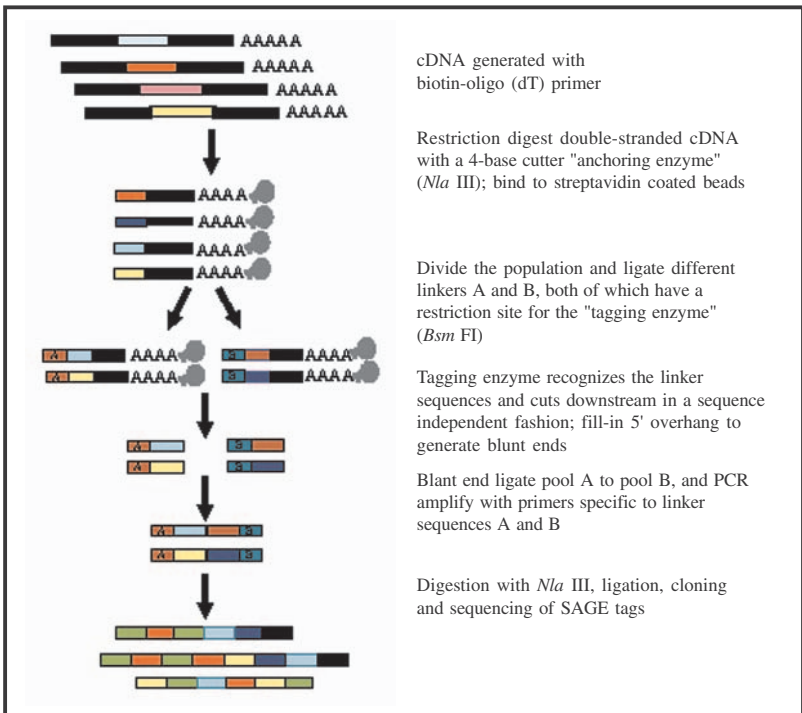 AAAAA
AAAAA
AAAAA
AAAAA
cDNA generated with
biotin-oligo (dT) primer
Restriction digest double-stranded cDNA
with a 4-base cutter "anchoring enzyme"
(Nla III); bind to streptavidin coated beads
AAAA
AAAA
AAAA
AAAA
Divide the population and ligate different
linkers A and B, both of which have a
restriction site for the "tagging enzyme"
(Bsm FI)
A AAAA B AAAA
A AAAA B AAAA
Tagging enzyme recognizes the linker
sequences and cuts downstream in a sequence
independent fashion; fill-in 5' overhang to
generate blunt ends
A B
A B
Blant end ligate pool A to pool B, and PCR
amplify with primers specific to linker
sequences A and B
A B
A B
Digestion with Nla III, ligation, cloning
and sequencing of SAGE tags